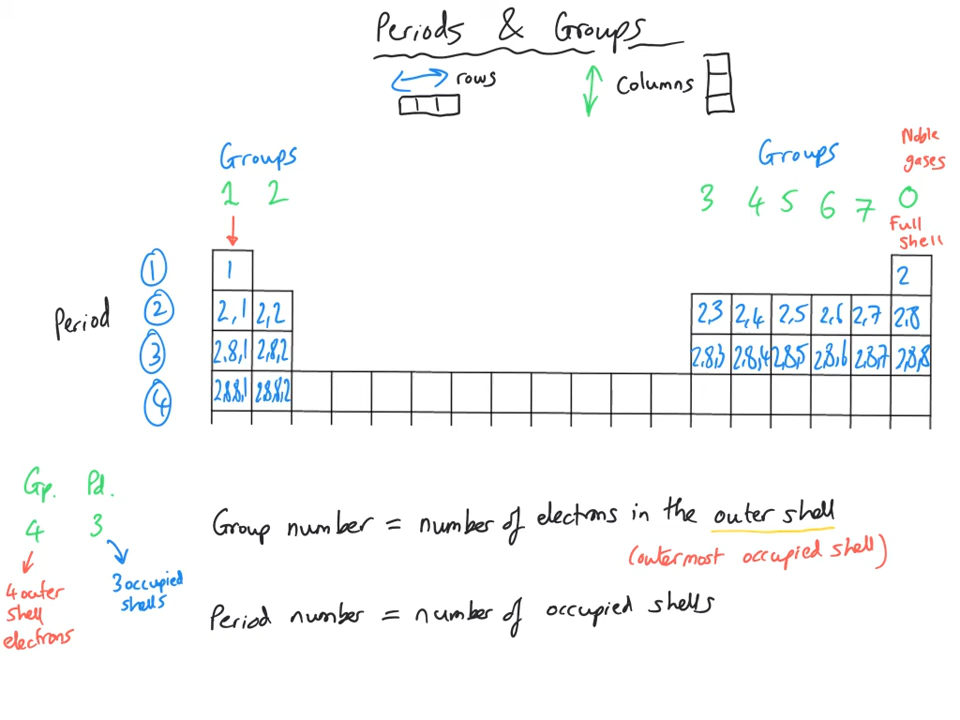 Periods & Groups
rows
Columns
Groups
Groups
Noble
gases
1 2
3 4 5 6 7 0
Full
shell
1 1 2
Period
2 2,1 2,2 2,3 2,4 2,5 2,6 2,7 2,8
3 2,8,1 2,8,2 2,8,3 2,8,4 2,8,5 2,8,6 2,8,7 2,8,8
4 2,8,8,1 2,8,8,2
Gp. Pd.
4 3
Group number = number of electrons in the outer shell
(outermost occupied shell)
4 outer
shell
electrons
3 occupied
shells
Period number = number of occupied shells